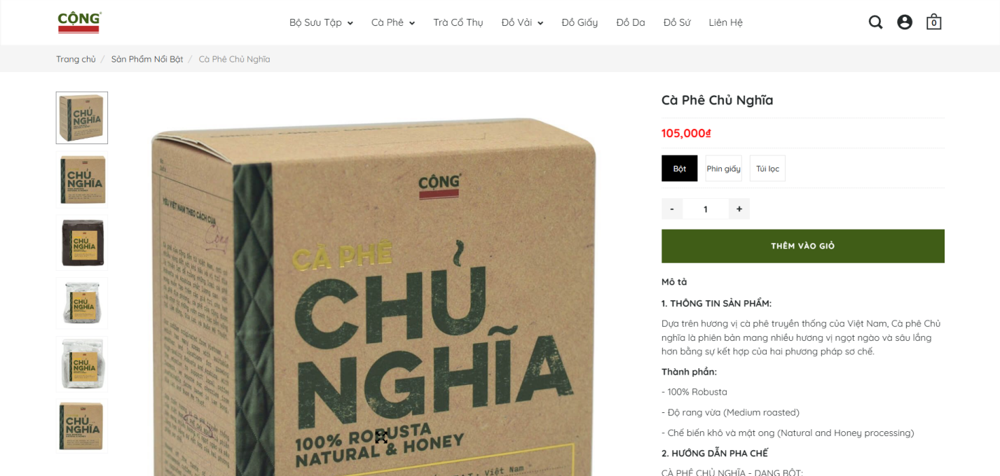 CỘNG
Bộ Sưu Tập Cà Phê Trà Cổ Thụ Đồ Vải Đồ Giấy Đồ Da Đồ Sứ Liên Hệ
0
Trang chủ / Sản Phẩm Nổi Bật / Cà Phê Chủ Nghĩa
CHỦ
NGHĨA
CHỦ
NGHĨA
CHỦ
NGHĨA
CHỦ
NGHĨA
CHỦ
NGHĨA
CHỦ
NGHĨA
YÊU VIỆT NAM THEO CÁCH CỦA
Cộng
CỘNG
CÀ PHÊ
CHỦ
NGHĨA
100% ROBUSTA
NATURAL & HONEY
Việt Nam
Cà Phê Chủ Nghĩa
105,000₫
Bột Phin giấy Túi lọc
- 1 +
THÊM VÀO GIỎ
Mô tả
1. THÔNG TIN SẢN PHẨM:
Dựa trên hương vị cà phê truyền thống của Việt Nam, Cà phê Chủ
nghĩa là phiên bản mang nhiều hương vị ngọt ngào và sâu lắng
hơn bằng sự kết hợp của hai phương pháp sơ chế.
Thành phần:
- 100% Robusta
- Độ rang vừa (Medium roasted)
- Chế biến khô và mật ong (Natural and Honey processing)
2. HƯỚNG DẪN PHA CHẾ
CÀ PHÊ CHỦ NGHĨA - DẠNG BỘT: